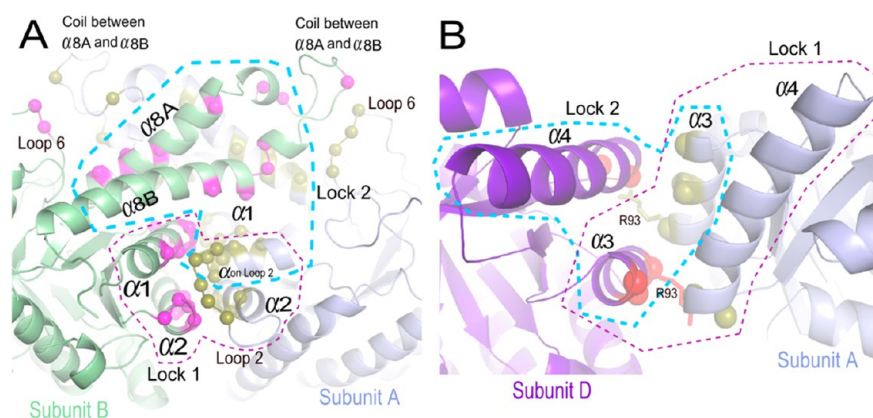 A
Coil between
α8A and α8B
Coil between
α8A and α8B
Loop 6
α8A
Loop 6
α8B
Lock 2
α1
α1
α on Loop 2
α2
α2
Loop 2
Lock 1
Subunit B
Subunit A
B
Lock 1
Lock 2
α4
α3
α4
R93
α3
R93
Subunit D
Subunit A